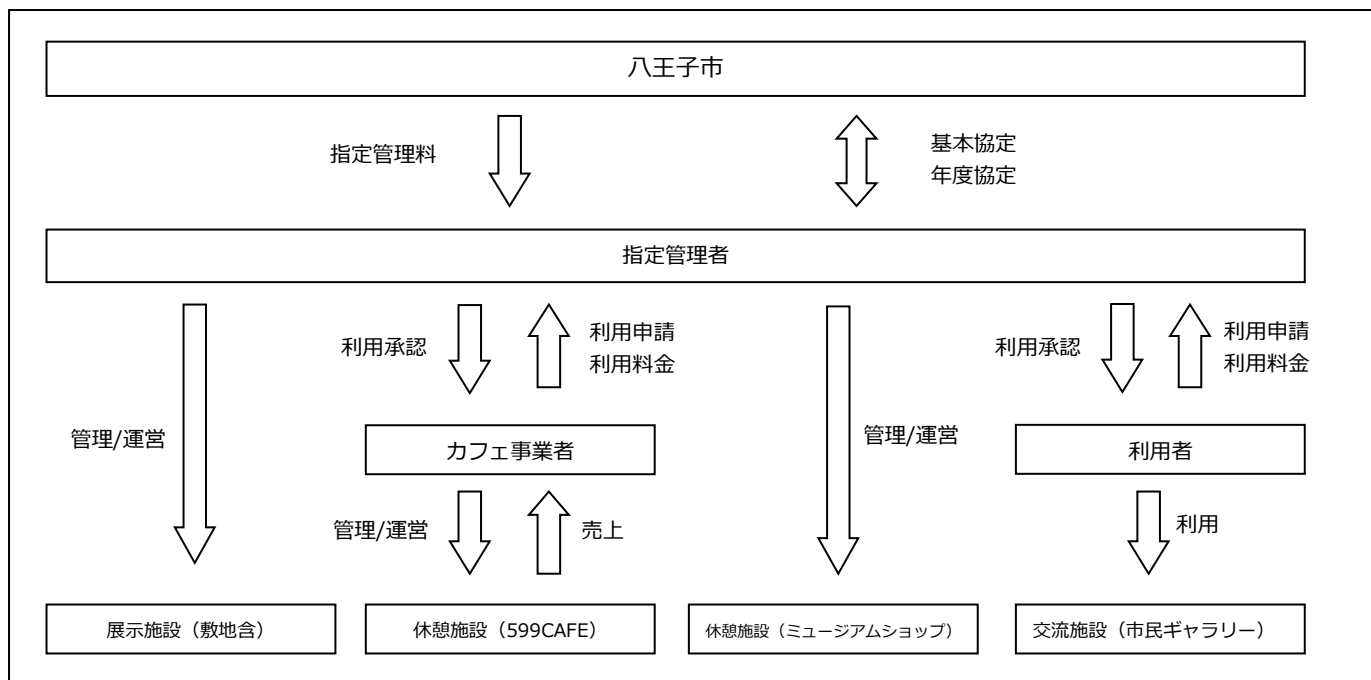 八王子市
指定管理料
基本協定
年度協定
指定管理者
利用承認
利用申請
利用料金
利用承認
利用申請
利用料金
管理/運営
カフェ事業者
管理/運営
利用者
管理/運営
売上
利用
展示施設（敷地含）
休憩施設（599CAFE）
休憩施設（ミュージアムショップ）
交流施設（市民ギャラリー）